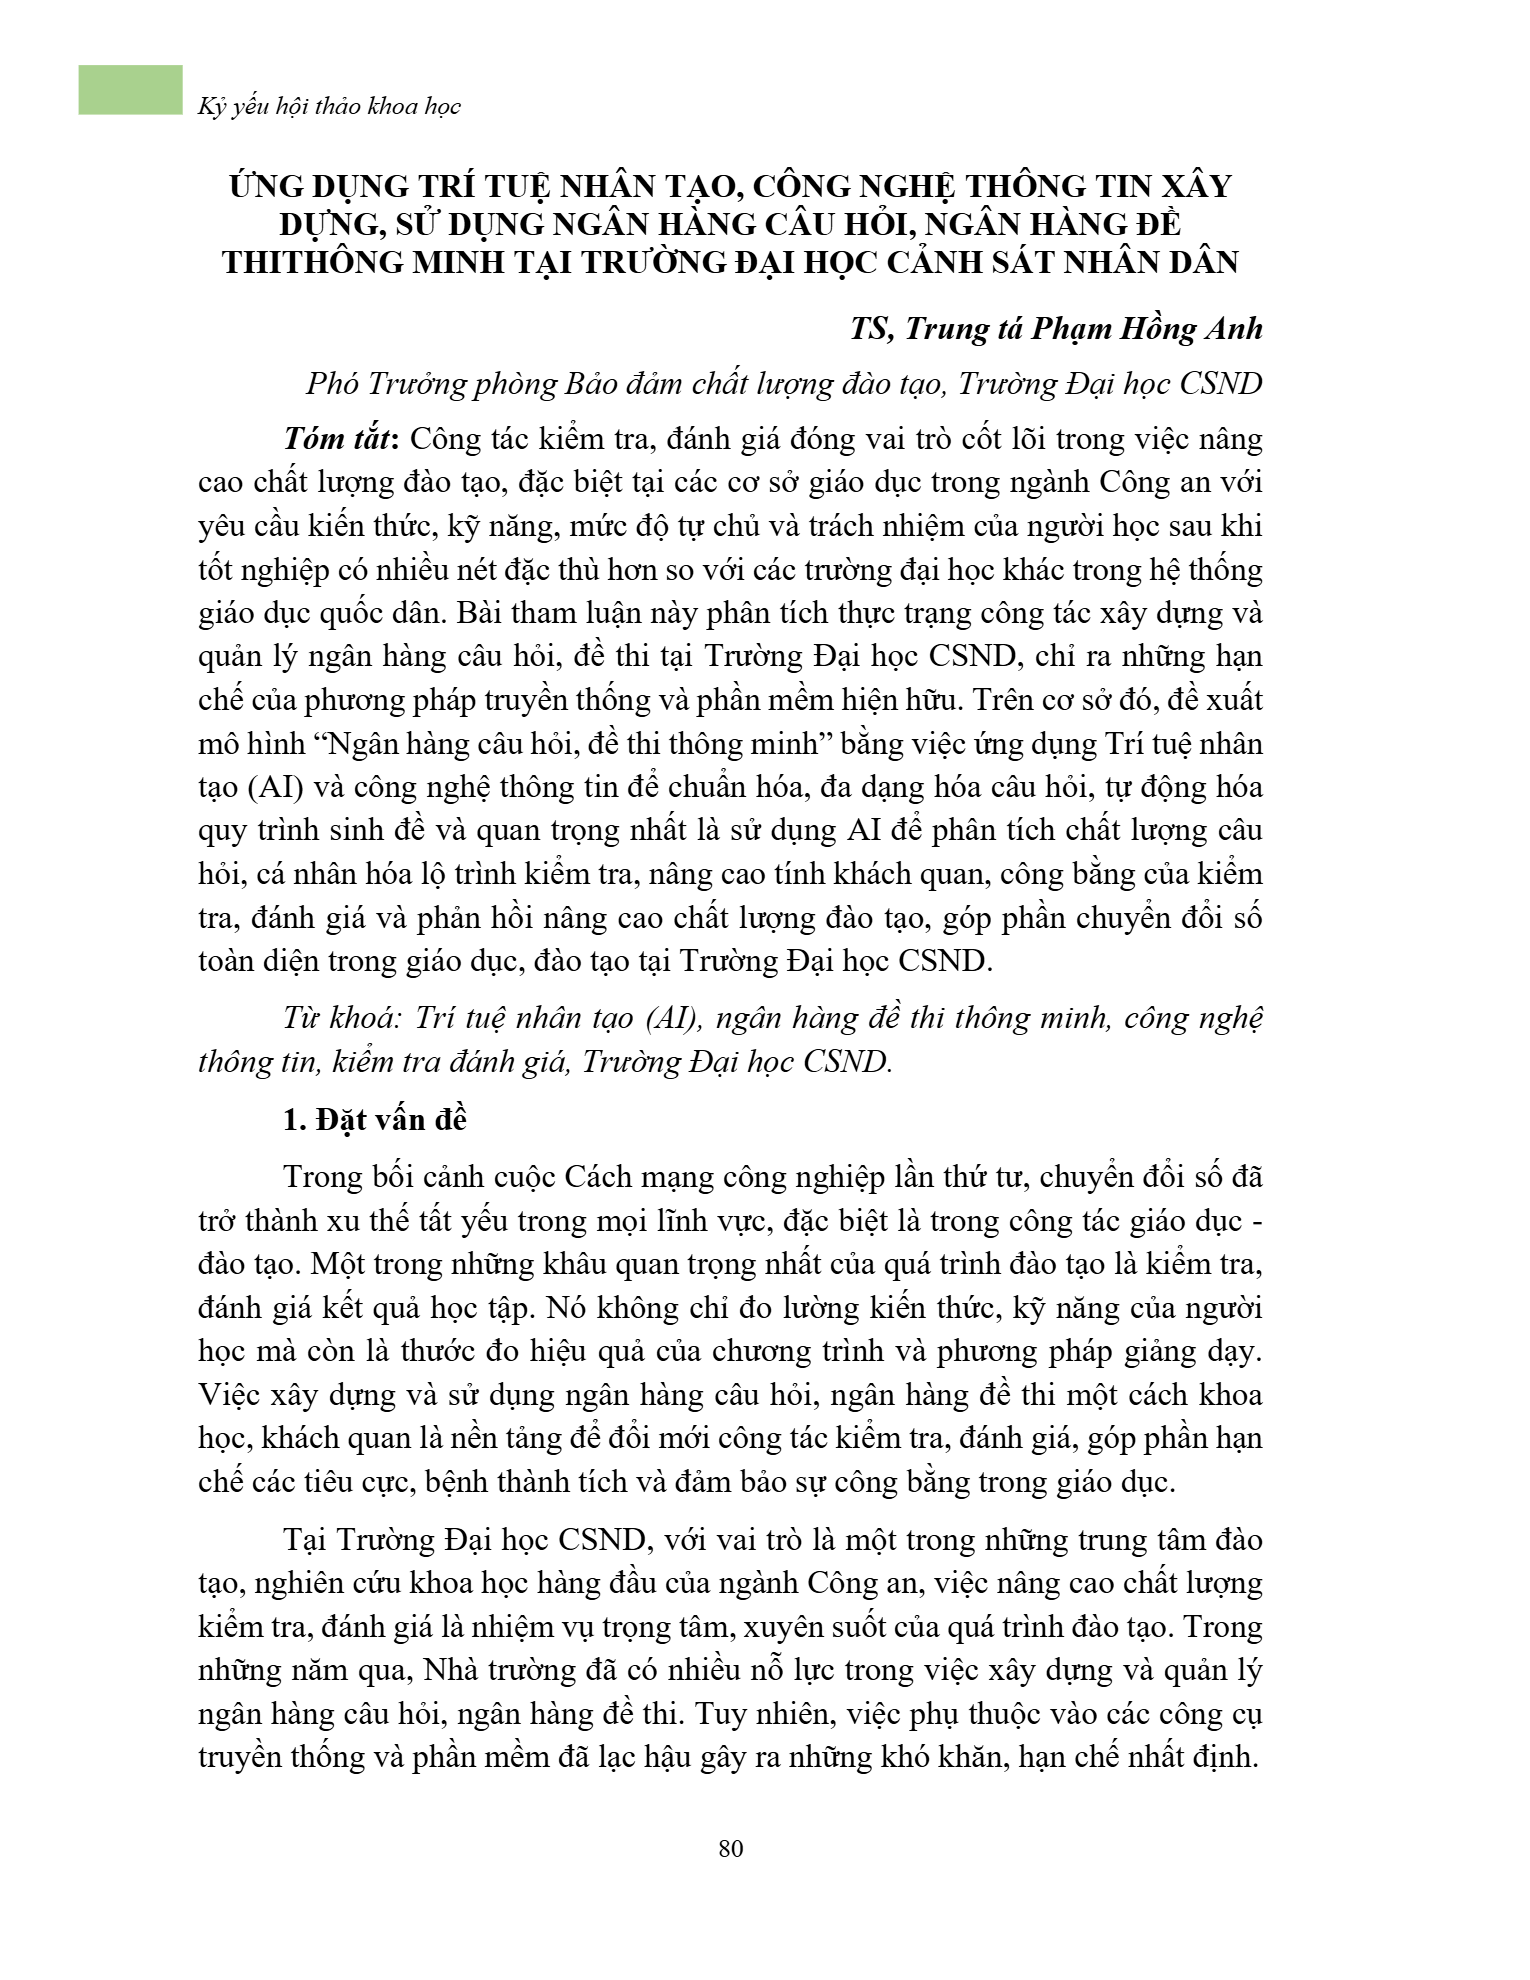 Kỷ yếu hội thảo khoa học
ỨNG DỤNG TRÍ TUỆ NHÂN TẠO, CÔNG NGHỆ THÔNG TIN XÂY
DỰNG, SỬ DỤNG NGÂN HÀNG CÂU HỎI, NGÂN HÀNG ĐỀ
THITHÔNG MINH TẠI TRƯỜNG ĐẠI HỌC CẢNH SÁT NHÂN DÂN
TS, Trung tá Phạm Hồng Anh
Phó Trưởng phòng Bảo đảm chất lượng đào tạo, Trường Đại học CSND
Tóm tắt: Công tác kiểm tra, đánh giá đóng vai trò cốt lõi trong việc nâng
cao chất lượng đào tạo, đặc biệt tại các cơ sở giáo dục trong ngành Công an với
yêu cầu kiến thức, kỹ năng, mức độ tự chủ và trách nhiệm của người học sau khi
tốt nghiệp có nhiều nét đặc thù hơn so với các trường đại học khác trong hệ thống
giáo dục quốc dân. Bài tham luận này phân tích thực trạng công tác xây dựng và
quản lý ngân hàng câu hỏi, đề thi tại Trường Đại học CSND, chỉ ra những hạn
chế của phương pháp truyền thống và phần mềm hiện hữu. Trên cơ sở đó, đề xuất
mô hình “Ngân hàng câu hỏi, đề thi thông minh” bằng việc ứng dụng Trí tuệ nhân
tạo (AI) và công nghệ thông tin để chuẩn hóa, đa dạng hóa câu hỏi, tự động hóa
quy trình sinh đề và quan trọng nhất là sử dụng AI để phân tích chất lượng câu
hỏi, cá nhân hóa lộ trình kiểm tra, nâng cao tính khách quan, công bằng của kiểm
tra, đánh giá và phản hồi nâng cao chất lượng đào tạo, góp phần chuyển đổi số
toàn diện trong giáo dục, đào tạo tại Trường Đại học CSND.
Từ khoá: Trí tuệ nhân tạo (AI), ngân hàng đề thi thông minh, công nghệ
thông tin, kiểm tra đánh giá, Trường Đại học CSND.
1. Đặt vấn đề
Trong bối cảnh cuộc Cách mạng công nghiệp lần thứ tư, chuyển đổi số đã
trở thành xu thế tất yếu trong mọi lĩnh vực, đặc biệt là trong công tác giáo dục -
đào tạo. Một trong những khâu quan trọng nhất của quá trình đào tạo là kiểm tra,
đánh giá kết quả học tập. Nó không chỉ đo lường kiến thức, kỹ năng của người
học mà còn là thước đo hiệu quả của chương trình và phương pháp giảng dạy.
Việc xây dựng và sử dụng ngân hàng câu hỏi, ngân hàng đề thi một cách khoa
học, khách quan là nền tảng để đổi mới công tác kiểm tra, đánh giá, góp phần hạn
chế các tiêu cực, bệnh thành tích và đảm bảo sự công bằng trong giáo dục.
Tại Trường Đại học CSND, với vai trò là một trong những trung tâm đào
tạo, nghiên cứu khoa học hàng đầu của ngành Công an, việc nâng cao chất lượng
kiểm tra, đánh giá là nhiệm vụ trọng tâm, xuyên suốt của quá trình đào tạo. Trong
những năm qua, Nhà trường đã có nhiều nỗ lực trong việc xây dựng và quản lý
ngân hàng câu hỏi, ngân hàng đề thi. Tuy nhiên, việc phụ thuộc vào các công cụ
truyền thống và phần mềm đã lạc hậu gây ra những khó khăn, hạn chế nhất định.
80